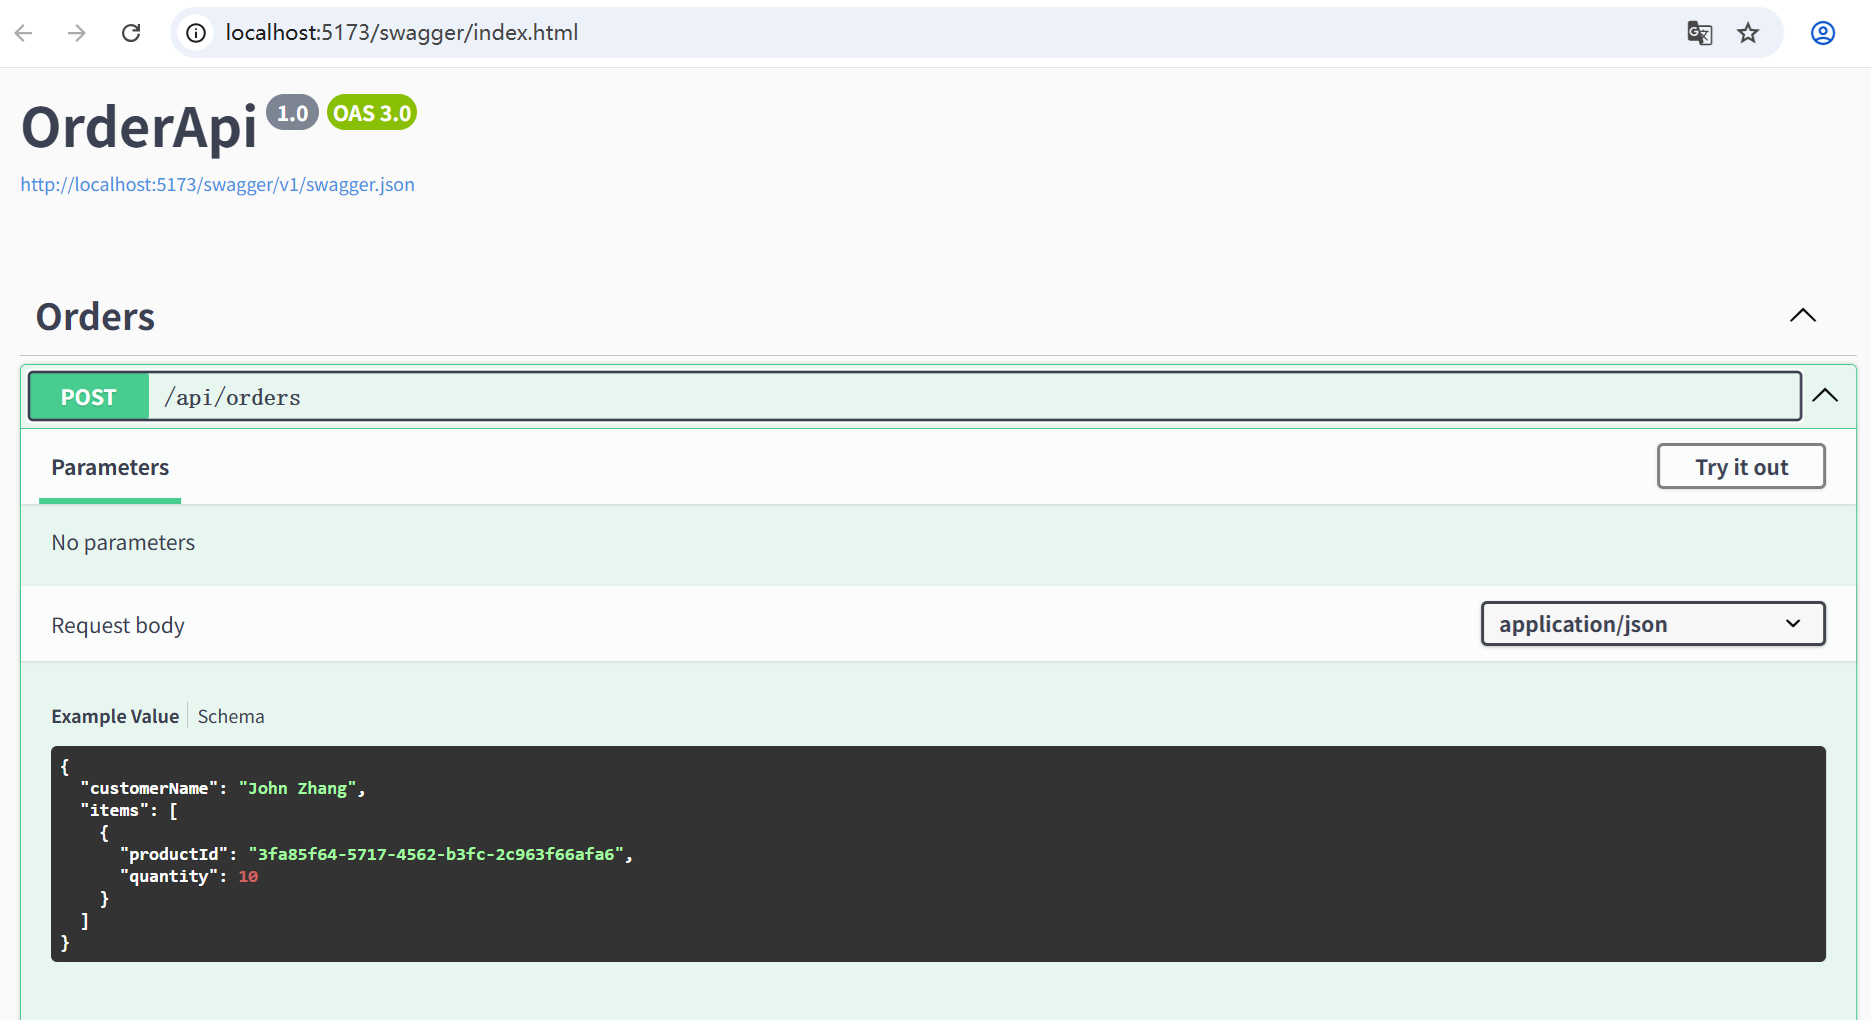 localhost:5173/swagger/index.html
OrderApi 1.0 OAS 3.0
http://localhost:5173/swagger/v1/swagger.json
Orders
POST /api/orders
Parameters Try it out
No parameters
Request body application/json
Example Value Schema
{
  "customerName": "John Zhang",
  "items": [
    {
      "productId": "3fa85f64-5717-4562-b3fc-2c963f66afa6",
      "quantity": 10
    }
  ]
}